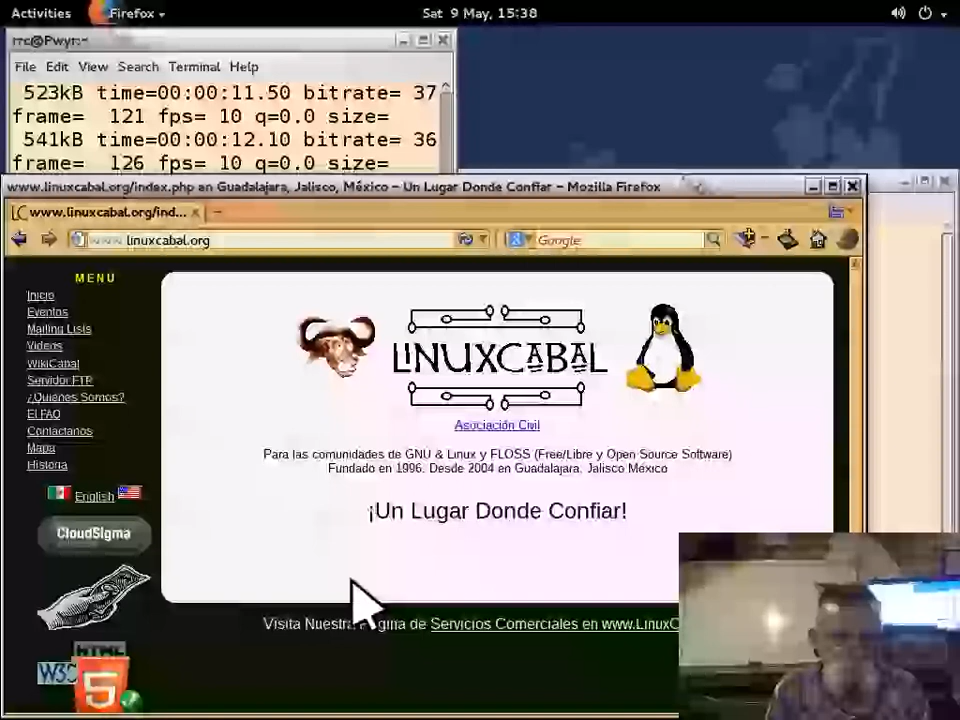 Activities
Firefox
Sat 9 May, 15:38
File Edit View Search Terminal Help
523kB time=00:00:11.50 bitrate= 37
frame= 121 fps= 10 q=0.0 size=
541kB time=00:00:12.10 bitrate= 36
frame= 126 fps= 10 q=0.0 size=
www.linuxcabal.org/index.php en Guadalajara, Jalisco, México – Un Lugar Donde Confiar – Mozilla Firefox
www.linuxcabal.org/ind...
www.linuxcabal.org
Google
MENU
Inicio
Eventos
Mailing Lists
Videos
WikiCabal
Servidor FTP
¿Quienes Somos?
El FAQ
Contactanos
Mapa
Historia
English
CloudSigma
HTML
W3C
5
LINUXCABAL
Asociación Civil
Para las comunidades de GNU & Linux y FLOSS (Free/Libre y Open Source Software)
Fundado en 1996. Desde 2004 en Guadalajara, Jalisco México
¡Un Lugar Donde Confiar!
Visita Nuestra Página de Servicios Comerciales en www.LinuxC